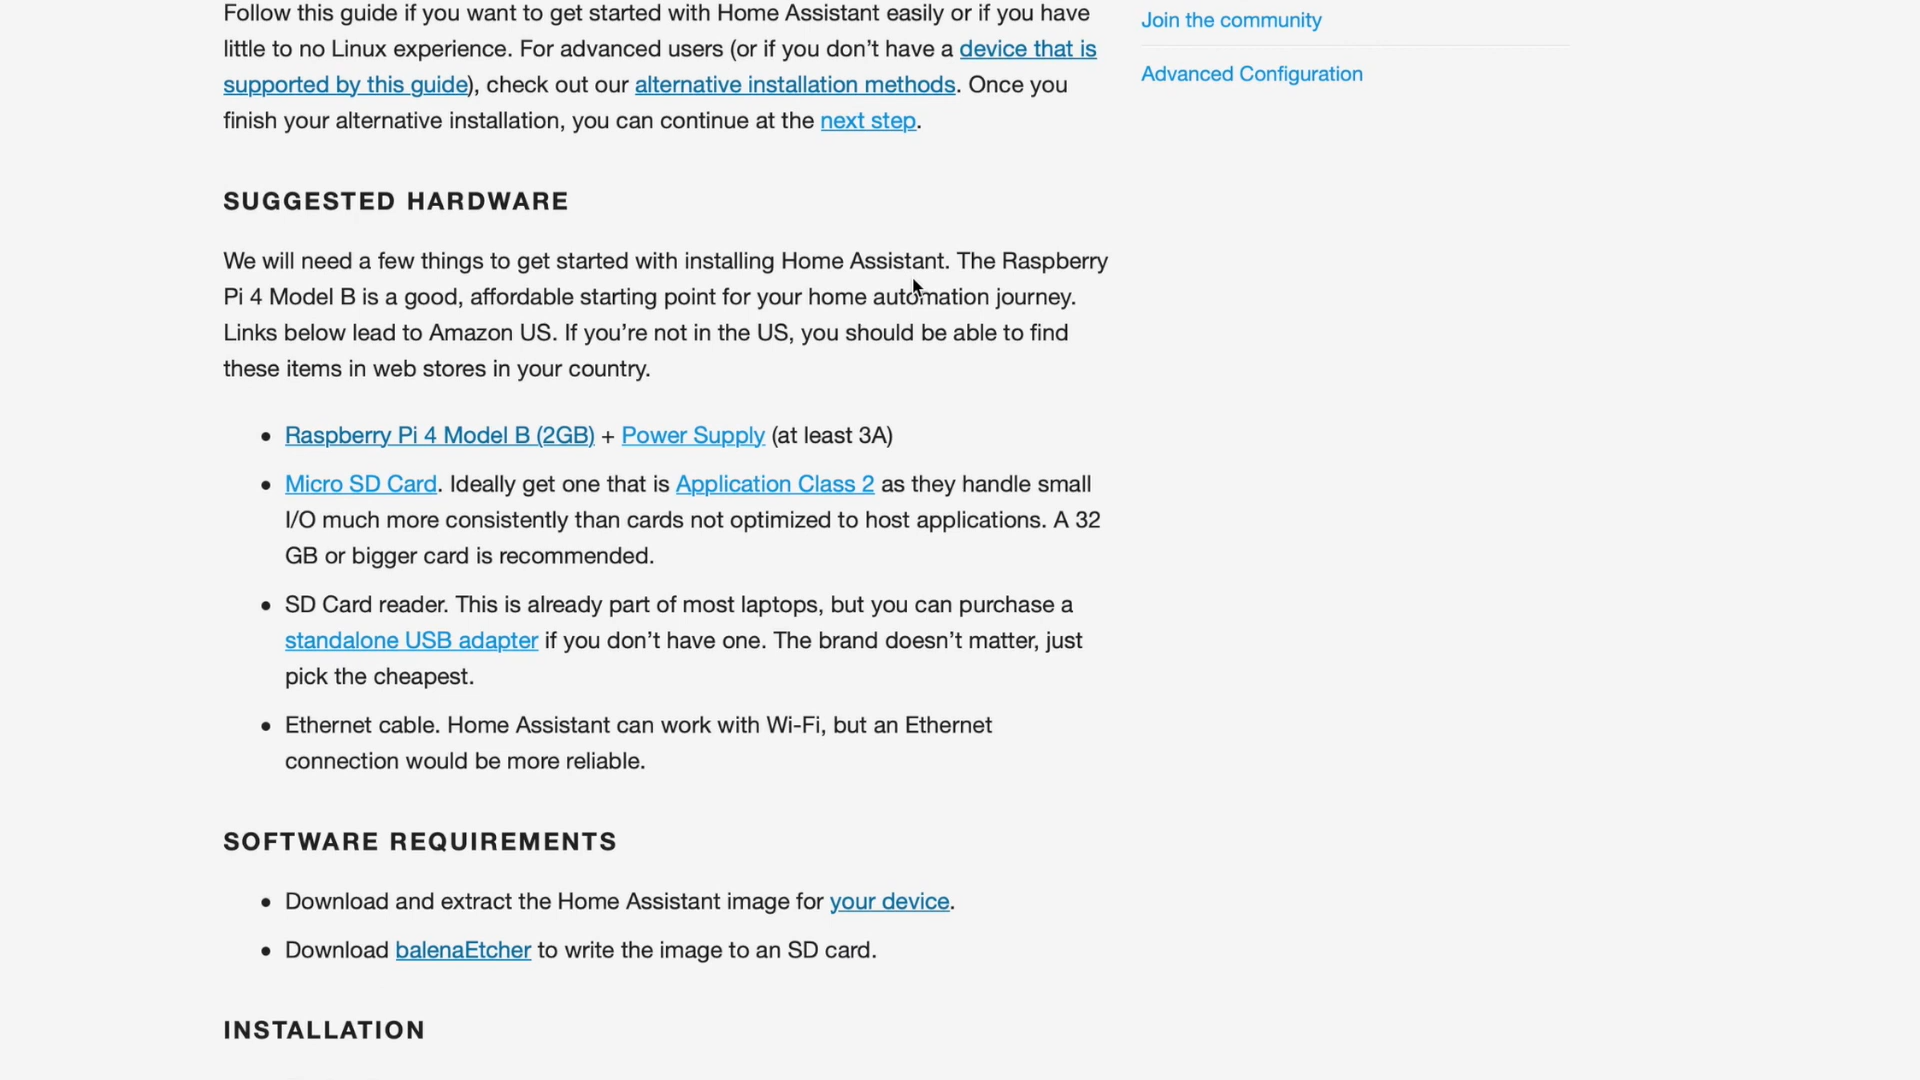 Follow this guide if you want to get started with Home Assistant easily or if you have
little to no Linux experience. For advanced users (or if you don’t have a device that is
supported by this guide), check out our alternative installation methods. Once you
finish your alternative installation, you can continue at the next step.
Join the community
Advanced Configuration
SUGGESTED HARDWARE
We will need a few things to get started with installing Home Assistant. The Raspberry
Pi 4 Model B is a good, affordable starting point for your home automation journey.
Links below lead to Amazon US. If you’re not in the US, you should be able to find
these items in web stores in your country.
• Raspberry Pi 4 Model B (2GB) + Power Supply (at least 3A)
• Micro SD Card. Ideally get one that is Application Class 2 as they handle small
I/O much more consistently than cards not optimized to host applications. A 32
GB or bigger card is recommended.
• SD Card reader. This is already part of most laptops, but you can purchase a
standalone USB adapter if you don’t have one. The brand doesn’t matter, just
pick the cheapest.
• Ethernet cable. Home Assistant can work with Wi-Fi, but an Ethernet
connection would be more reliable.
SOFTWARE REQUIREMENTS
• Download and extract the Home Assistant image for your device.
• Download balenaEtcher to write the image to an SD card.
INSTALLATION